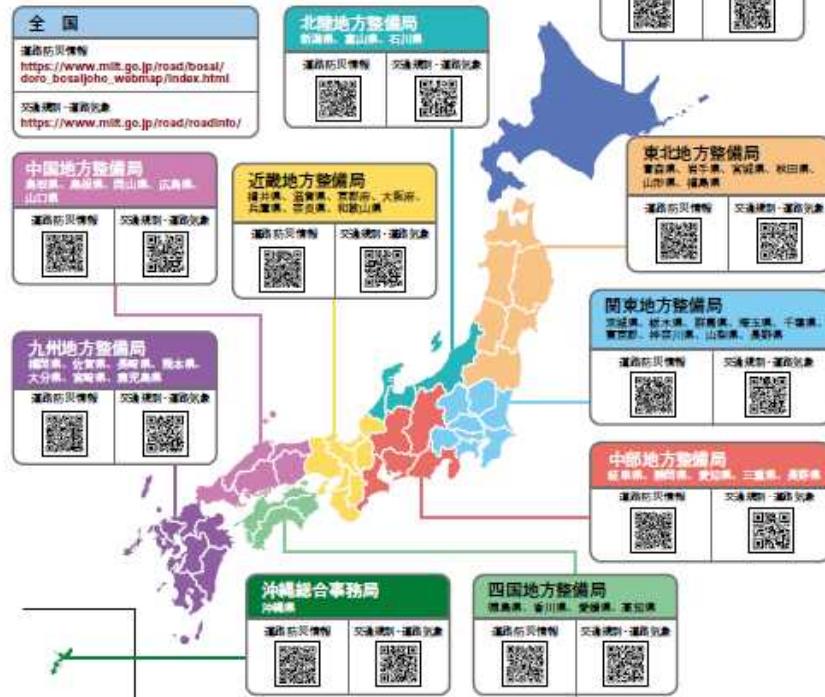 全 国
道路防災情報
https://www.mlit.go.jp/road/bosai/
doro_bosaijoho_webmap/index.html
交通規制・道路気象
https://www.mlit.go.jp/road/roadinfo/
北陸地方整備局
新潟県、富山県、石川県
道路防災情報 交通規制・道路気象
東北地方整備局
青森県、岩手県、宮城県、秋田県、
山形県、福島県
道路防災情報 交通規制・道路気象
中国地方整備局
鳥取県、島根県、岡山県、広島県、
山口県
道路防災情報 交通規制・道路気象
近畿地方整備局
福井県、滋賀県、京都府、大阪府、
兵庫県、奈良県、和歌山県
道路防災情報 交通規制・道路気象
関東地方整備局
茨城県、栃木県、群馬県、埼玉県、千葉県、
東京都、神奈川県、山梨県、長野県
道路防災情報 交通規制・道路気象
九州地方整備局
福岡県、佐賀県、長崎県、熊本県、
大分県、宮崎県、鹿児島県
道路防災情報 交通規制・道路気象
中部地方整備局
岐阜県、静岡県、愛知県、三重県、長野県
道路防災情報 交通規制・道路気象
沖縄総合事務局
沖縄県
道路防災情報 交通規制・道路気象
四国地方整備局
徳島県、香川県、愛媛県、高知県
道路防災情報 交通規制・道路気象